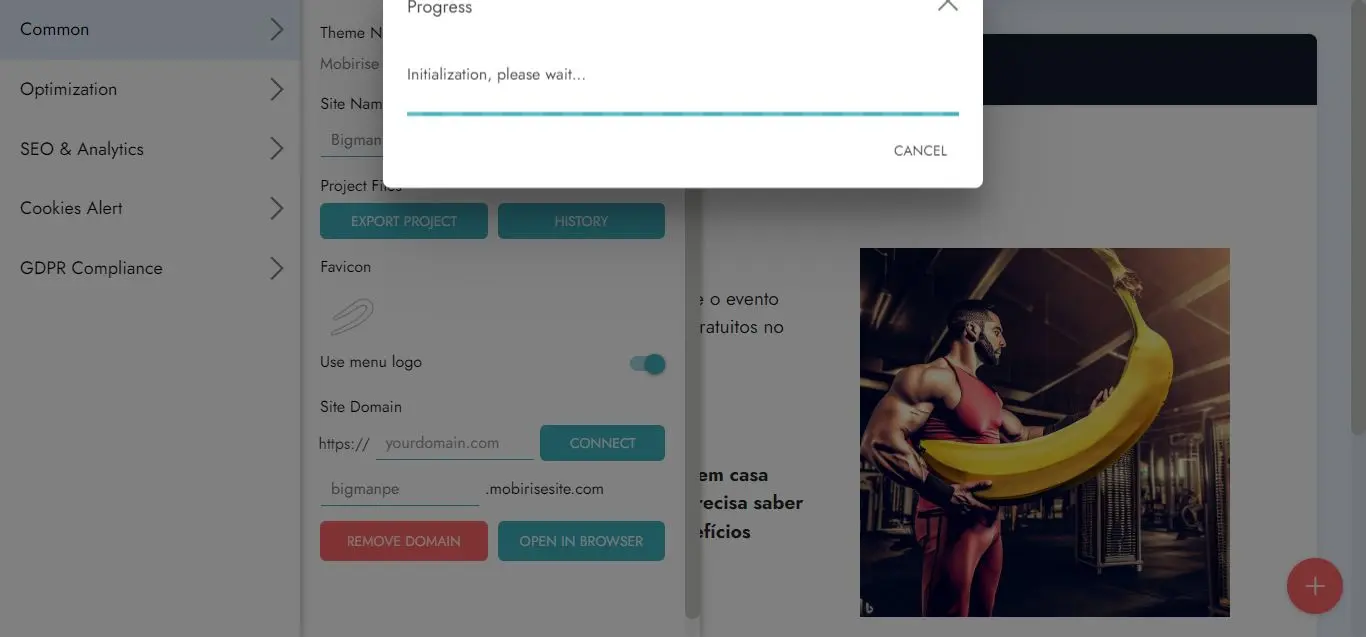 Common
Optimization
SEO & Analytics
Cookies Alert
GDPR Compliance
Theme N
Mobirise
Site Nam
Bigman
Project Files
EXPORT PROJECT
HISTORY
Favicon
Use menu logo
Site Domain
https://
yourdomain.com
CONNECT
bigmanpe
.mobirisesite.com
REMOVE DOMAIN
OPEN IN BROWSER
Progress
Initialization, please wait...
CANCEL
e o evento
ratuitos no
em casa
recisa saber
efícios